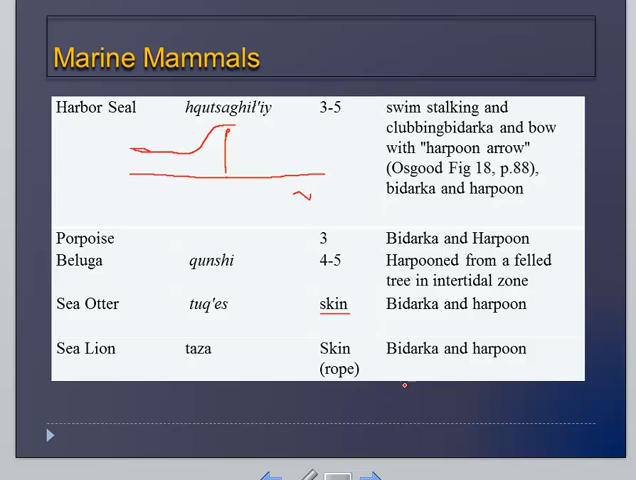 Marine Mammals
Harbor Seal hqutsaghił'iy 3-5 swim stalking and
clubbingbidarka and bow
with "harpoon arrow"
(Osgood Fig 18, p.88),
bidarka and harpoon
Porpoise 3 Bidarka and Harpoon
Beluga qunshi 4-5 Harpooned from a felled
tree in intertidal zone
Sea Otter tuq'es skin Bidarka and harpoon
Sea Lion taza Skin Bidarka and harpoon
(rope)